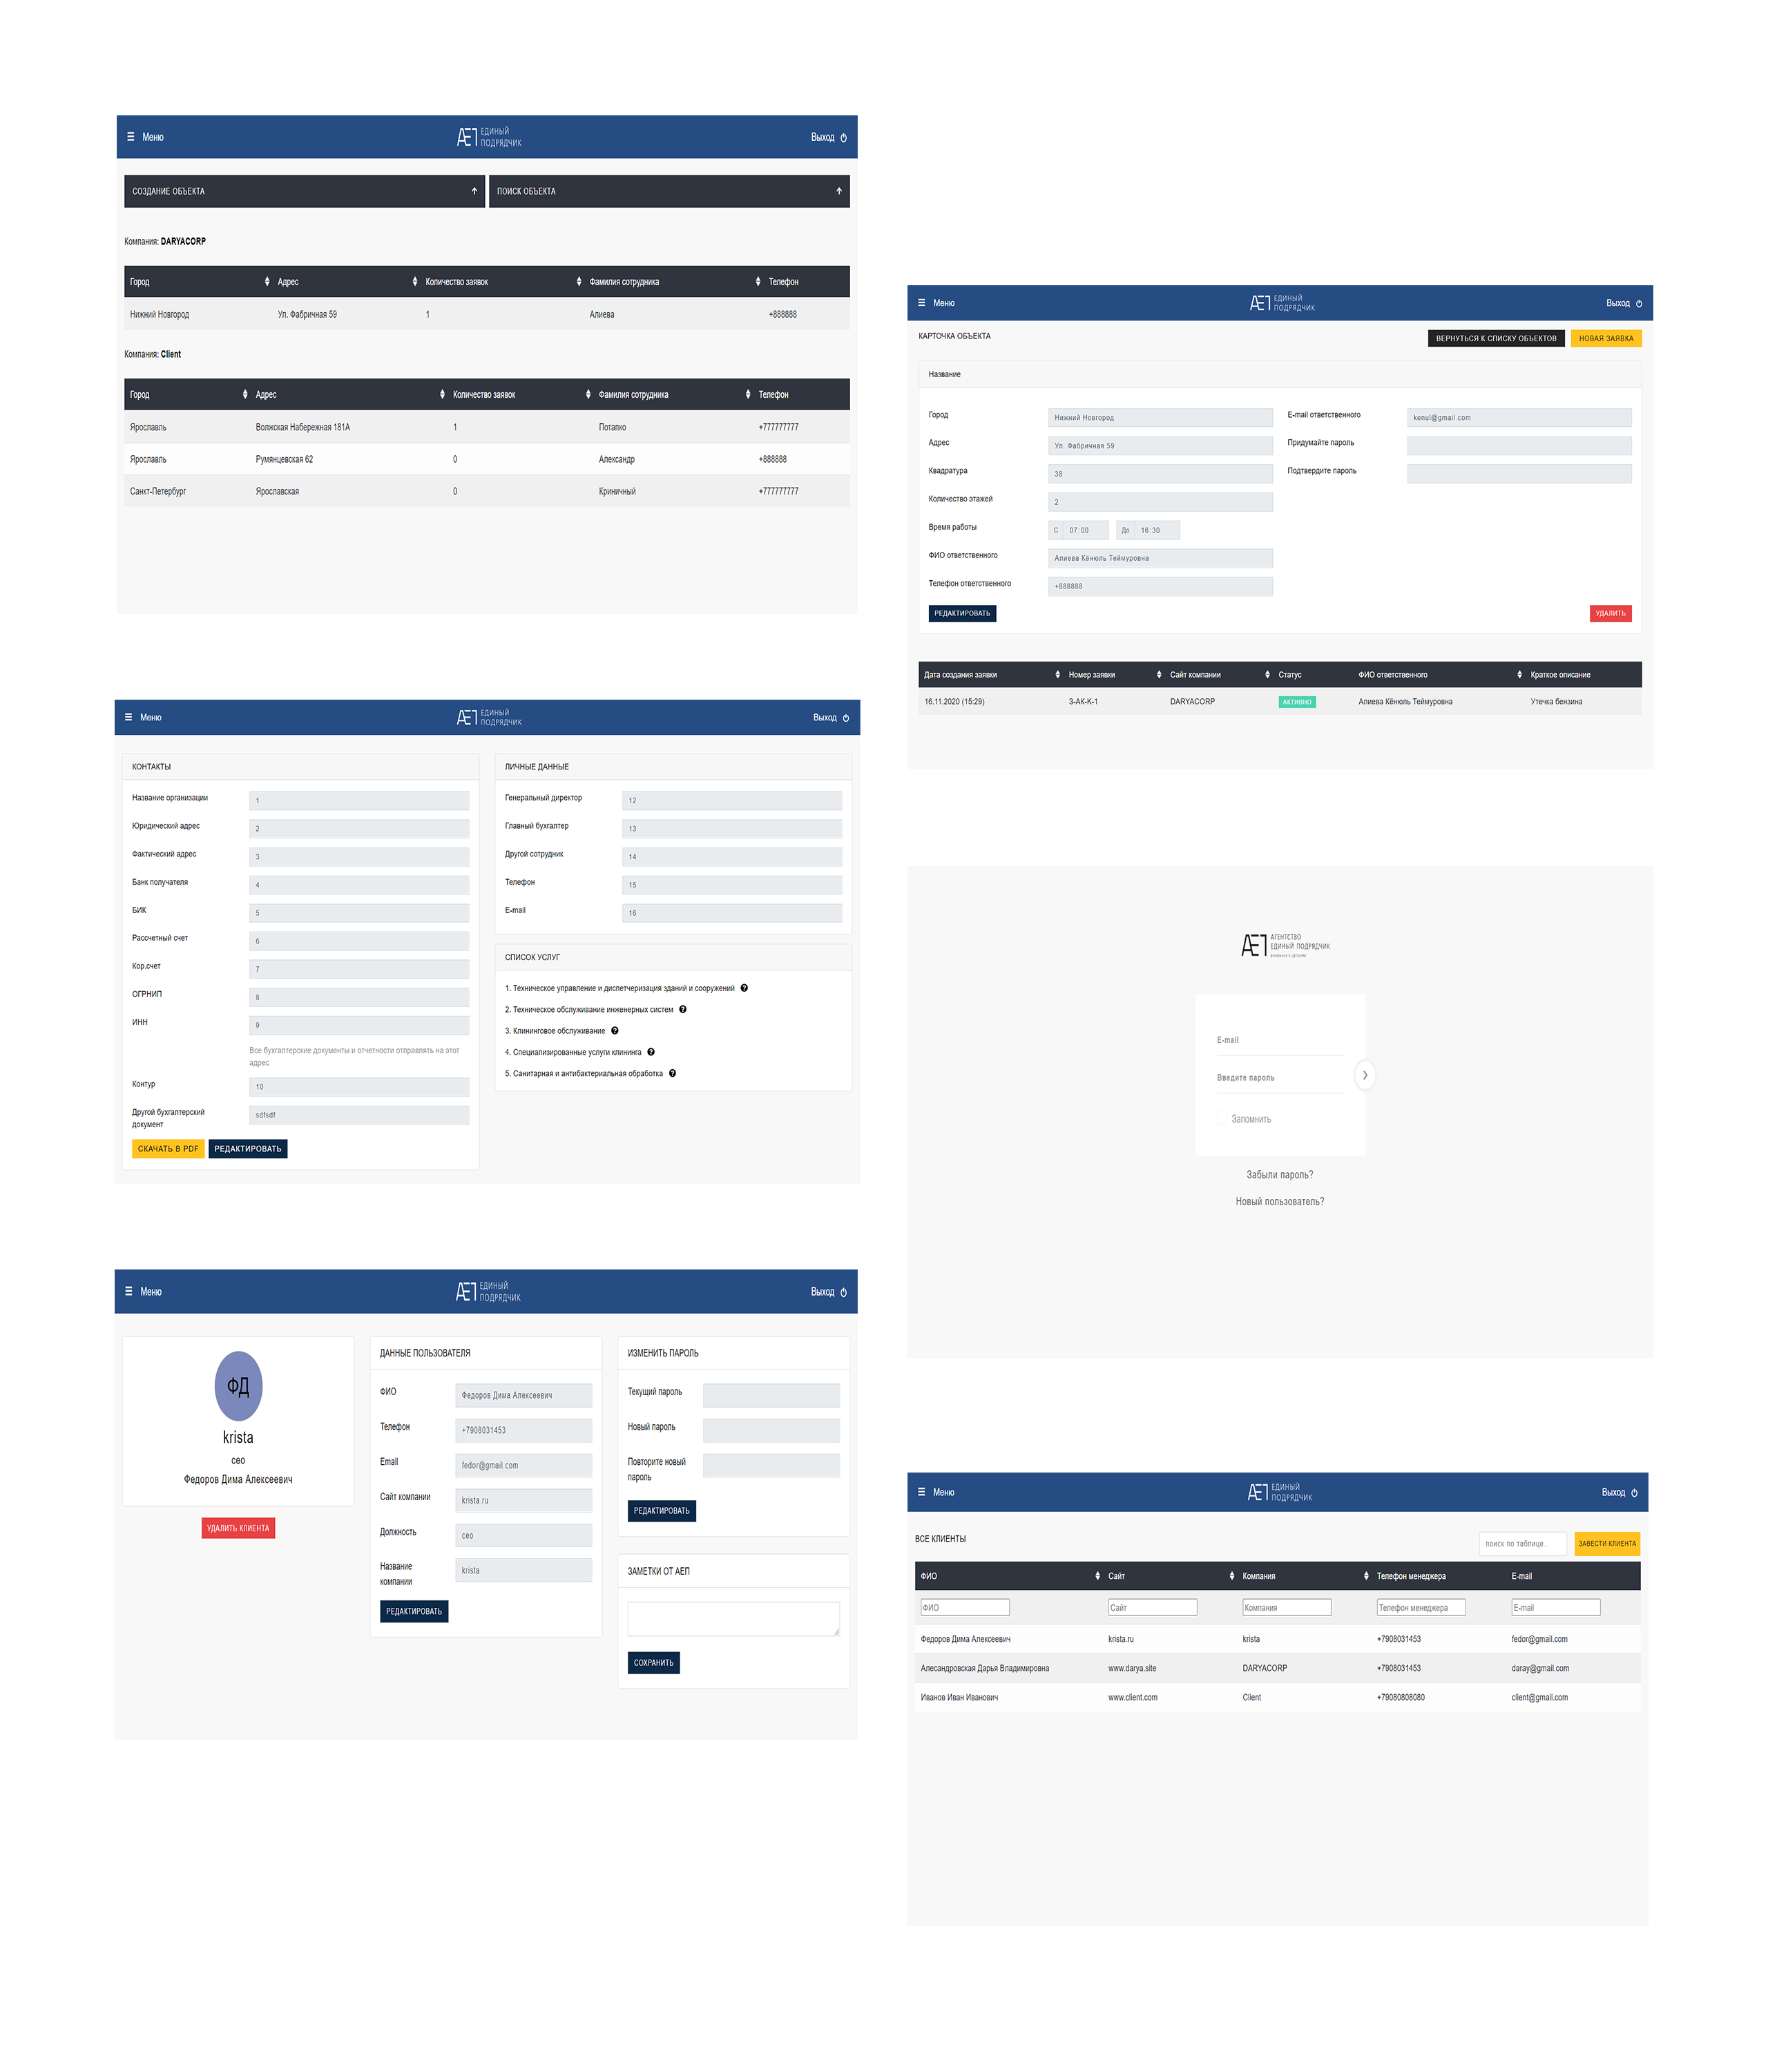 Меню
ЕДИНЫЙ
ПОДРЯДЧИК
Выход
СОЗДАНИЕ ОБЪЕКТА
ПОИСК ОБЪЕКТА
Компания: DARYACORP
Город Адрес Количество заявок Фамилия сотрудника Телефон
Нижний Новгород Ул. Фабричная 59 1 Алиева +888888
Компания: Client
Город Адрес Количество заявок Фамилия сотрудника Телефон
Ярославль Волжская Набережная 181А 1 Потапко +777777777
Ярославль Румянцевская 62 0 Александр +888888
Санкт-Петербург Ярославская 0 Криничный +777777777
Меню
АЕП ЕДИНЫЙ
ПОДРЯДЧИК
Выход
КОНТАКТЫ
Название организации 1
Юридический адрес 2
Фактический адрес 3
Банк получателя 4
БИК 5
Рассчетный счет 6
Кор.счет 7
ОГРНИП 8
ИНН 9
Все бухгалтерские документы и отчетности отправлять на этот
адрес
Контур 10
Другой бухгалтерский
документ
sdfsdf
СКАЧАТЬ В PDF РЕДАКТИРОВАТЬ
ЛИЧНЫЕ ДАННЫЕ
Генеральный директор 12
Главный бухгалтер 13
Другой сотрудник 14
Телефон 15
E-mail 16
СПИСОК УСЛУГ
1. Техническое управление и диспетчеризация зданий и сооружений ?
2. Техническое обслуживание инженерных систем ?
3. Клининговое обслуживание ?
4. Специализированные услуги клининга ?
5. Санитарная и антибактериальная обработка ?
Меню
АЕП ЕДИНЫЙ
ПОДРЯДЧИК
Выход
ФД
krista
ceo
Федоров Дима Алексеевич
УДАЛИТЬ КЛИЕНТА
ДАННЫЕ ПОЛЬЗОВАТЕЛЯ
ФИО Федоров Дима Алексеевич
Телефон +7908031453
Email fedor@gmail.com
Сайт компании krista.ru
Должность ceo
Название
компании
krista
РЕДАКТИРОВАТЬ
ИЗМЕНИТЬ ПАРОЛЬ
Текущий пароль
Новый пароль
Повторите новый
пароль
РЕДАКТИРОВАТЬ
ЗАМЕТКИ ОТ АЕП
СОХРАНИТЬ
Меню
АЕП ЕДИНЫЙ
ПОДРЯДЧИК
Выход
КАРТОЧКА ОБЪЕКТА
ВЕРНУТЬСЯ К СПИСКУ ОБЪЕКТОВ НОВАЯ ЗАЯВКА
Название
Город Нижний Новгород
Адрес Ул. Фабричная 59
Квадратура 38
Количество этажей 2
Время работы С 07:00 До 16:30
ФИО ответственного Алиева Кёнюль Теймуровна
Телефон ответственного +888888
E-mail ответственного kenul@gmail.com
Придумайте пароль
Подтвердите пароль
РЕДАКТИРОВАТЬ
УДАЛИТЬ
Дата создания заявки Номер заявки Сайт компании Статус ФИО ответственного Краткое описание
16.11.2020 (15:29) 3-АК-К-1 DARYACORP АКТИВНО Алиева Кёнюль Теймуровна Утечка бензина
АЕП АГЕНТСТВО
ЕДИНЫЙ ПОДРЯДЧИК
E-mail
Введите пароль
Запомнить
Забыли пароль?
Новый пользователь?
Меню
АЕП ЕДИНЫЙ
ПОДРЯДЧИК
Выход
ВСЕ КЛИЕНТЫ
поиск по таблице..
ЗАВЕСТИ КЛИЕНТА
ФИО Сайт Компания Телефон менеджера E-mail
ФИО Сайт Компания Телефон менеджера E-mail
Федоров Дима Алексеевич krista.ru krista +7908031453 fedor@gmail.com
Алесандровская Дарья Владимировна www.darya.site DARYACORP +7908031453 daray@gmail.com
Иванов Иван Иванович www.client.com Client +79080808080 client@gmail.com